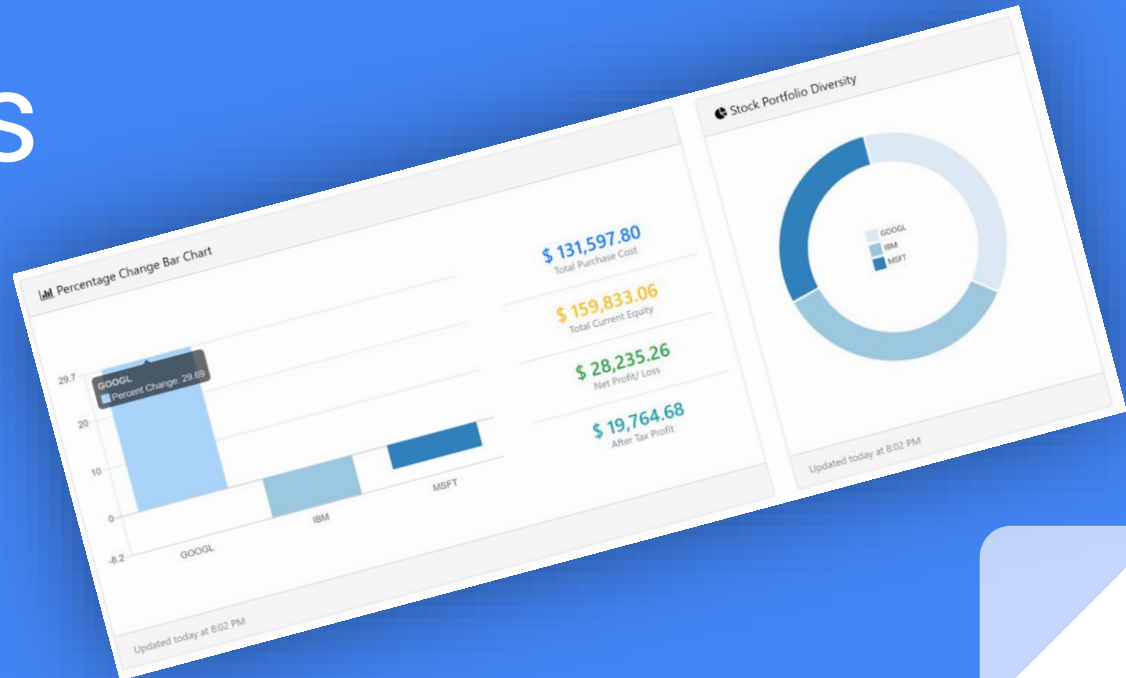 s
Percentage Change Bar Chart
29.7
20
10
0
-8.2
GOOGL
Percent Change: 29.69
GOOGL
IBM
MSFT
$ 131,597.80
Total Purchase Cost
$ 159,833.06
Total Current Equity
$ 28,235.26
Net Profit/ Loss
$ 19,764.68
After Tax Profit
Updated today at 8:02 PM
Stock Portfolio Diversity
GOOGL
IBM
MSFT
Updated today at 8:02 PM